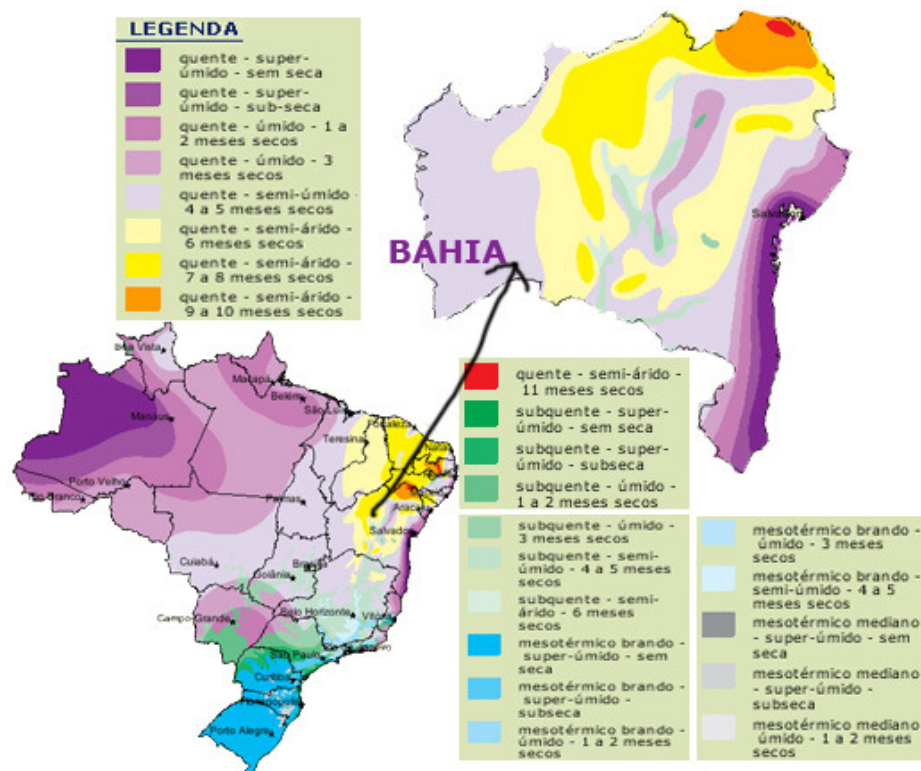 LEGENDA
quente - super-
úmido - sem seca
quente - super-
úmido - sub-seca
quente - úmido - 1 a
2 meses secos
quente - úmido - 3
meses secos
quente - semi-úmido -
4 a 5 meses secos
quente - semi-árido -
6 meses secos
quente - semi-árido -
7 a 8 meses secos
quente - semi-árido -
9 a 10 meses secos
Salvador
BAHIA
Boa Vista
Macapá
Belém
São Luís
Manaus
Fortaleza
Teresina
Natal
Porto Velho
Rio Branco
Palmas
Aracaju
Salvador
Cuiabá
Brasília
Goiânia
Campo-Grande
Belo Horizonte
Vitória
São Paulo
Curitiba
Florianópolis
Porto Alegre
quente - semi-árido -
11 meses secos
subquente - super-
úmido - sem seca
subquente - super-
úmido - subseca
subquente - úmido -
1 a 2 meses secos
subquente - úmido -
3 meses secos
subquente - semi-
úmido - 4 a 5 meses
secos
subquente - semi-
árido - 6 meses
secos
mesotérmico brando -
super-úmido - sem
seca
mesotérmico brando -
super-úmido -
subseca
mesotérmico brando -
úmido - 1 a 2 meses
secos
mesotérmico brando
- úmido - 3 meses
secos
mesotérmico brando -
semi-úmido - 4 a 5
meses secos
mesotérmico mediano
- super-úmido - sem
seca
mesotérmico mediano
- super-úmido -
subseca
mesotérmico mediano
- úmido - 1 a 2 meses
secos